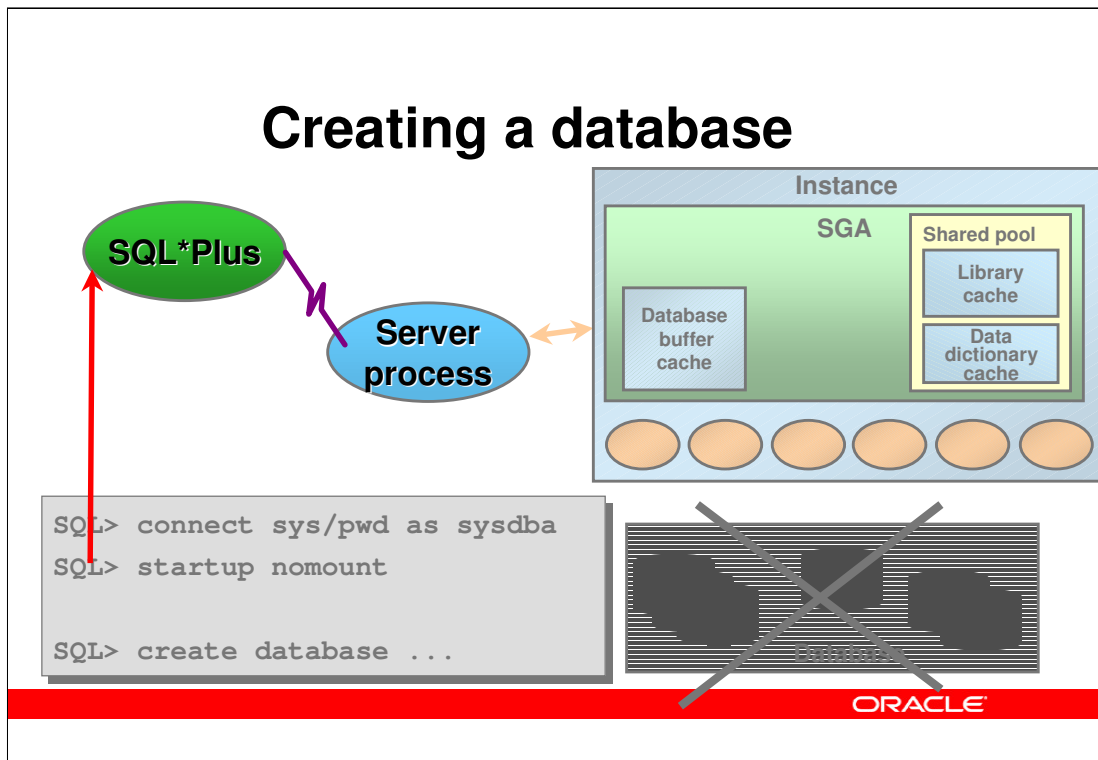 Creating a database
Instance
SGA
Shared pool
Library
cache
Data
dictionary
cache
Database
buffer
cache
SQL*Plus
Server
process
SQL> connect sys/pwd as sysdba
SQL> startup nomount
SQL> create database ...
Database
ORACLE